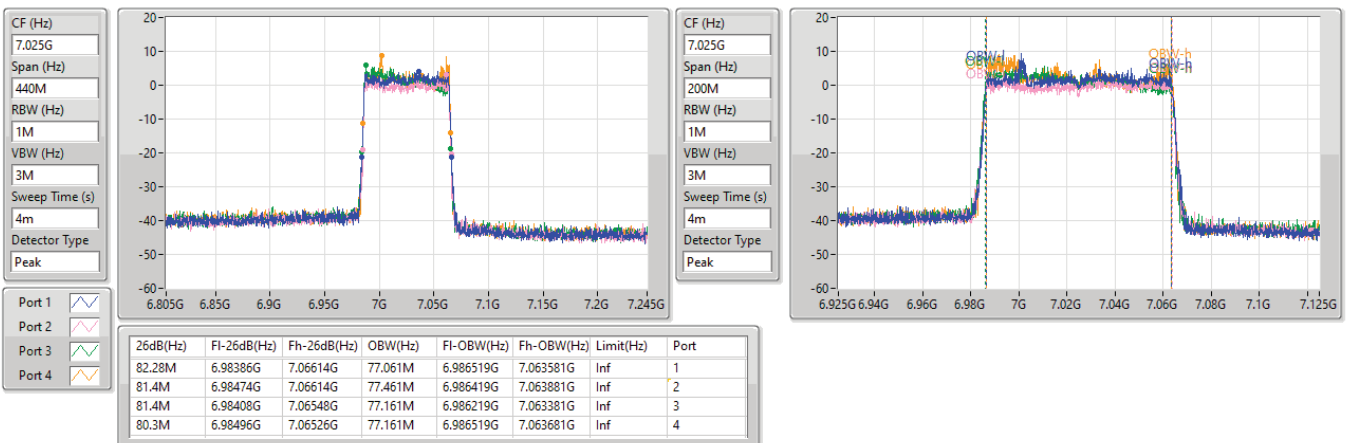 CF (Hz)
7.025G
Span (Hz)
440M
RBW (Hz)
1M
VBW (Hz)
3M
Sweep Time (s)
4m
Detector Type
Peak
20
10
0
-10
-20
-30
-40
-50
-60
6.805G 6.85G 6.9G 6.95G 7G 7.05G 7.1G 7.15G 7.2G 7.245G
CF (Hz)
7.025G
Span (Hz)
200M
RBW (Hz)
1M
VBW (Hz)
3M
Sweep Time (s)
4m
Detector Type
Peak
20
10
0
-10
-20
-30
-40
-50
-60
OBW-h
OBW-h
6.925G 6.94G 6.96G 6.98G 7G 7.02G 7.04G 7.06G 7.08G 7.1G 7.125G
Port 1
Port 2
Port 3
Port 4
26dB(Hz) Fl-26dB(Hz) Fh-26dB(Hz) OBW(Hz) Fl-OBW(Hz) Fh-OBW(Hz) Limit(Hz) Port
82.28M 6.98386G 7.06614G 77.061M 6.986519G 7.063581G Inf 1
81.4M 6.98474G 7.06614G 77.461M 6.986419G 7.063881G Inf 2
81.4M 6.98408G 7.06548G 77.161M 6.986219G 7.063381G Inf 3
80.3M 6.98496G 7.06526G 77.161M 6.986519G 7.063681G Inf 4